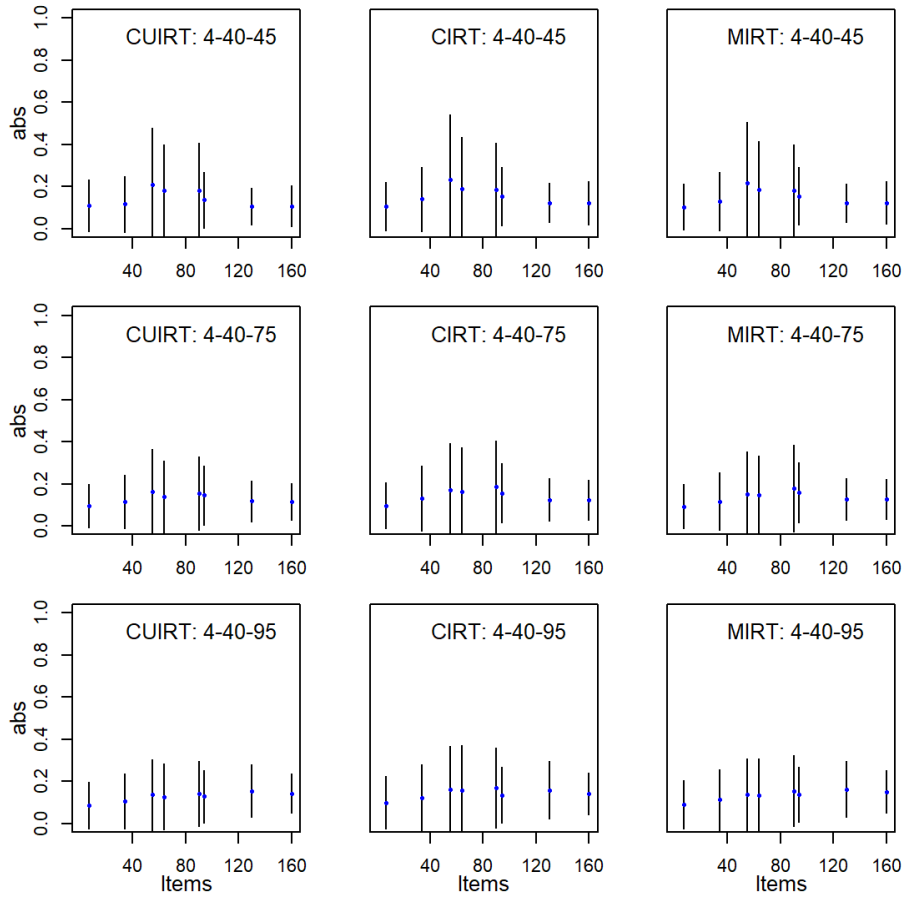 CUIRT: 4-40-45
CIRT: 4-40-45
MIRT: 4-40-45
abs
0.0 0.2 0.4 0.6 0.8 1.0
40 80 120 160
40 80 120 160
40 80 120 160
CUIRT: 4-40-75
CIRT: 4-40-75
MIRT: 4-40-75
abs
0.0 0.2 0.4 0.6 0.8 1.0
40 80 120 160
40 80 120 160
40 80 120 160
CUIRT: 4-40-95
CIRT: 4-40-95
MIRT: 4-40-95
abs
0.0 0.2 0.4 0.6 0.8 1.0
40 80 120 160
40 80 120 160
40 80 120 160
Items
Items
Items